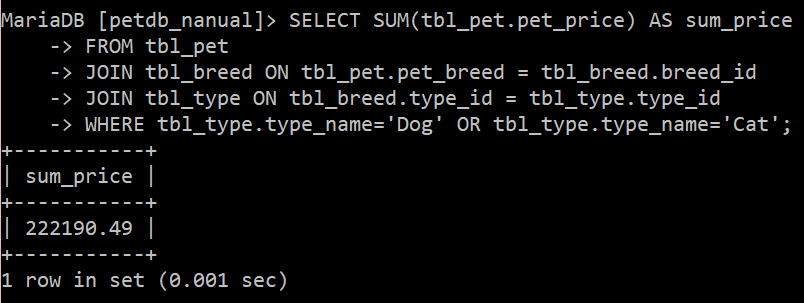 MariaDB [petdb_nanual]> SELECT SUM(tbl_pet.pet_price) AS sum_price
    -> FROM tbl_pet
    -> JOIN tbl_breed ON tbl_pet.pet_breed = tbl_breed.breed_id
    -> JOIN tbl_type ON tbl_breed.type_id = tbl_type.type_id
    -> WHERE tbl_type.type_name='Dog' OR tbl_type.type_name='Cat';
+-----------+
| sum_price |
+-----------+
| 222190.49 |
+-----------+
1 row in set (0.001 sec)